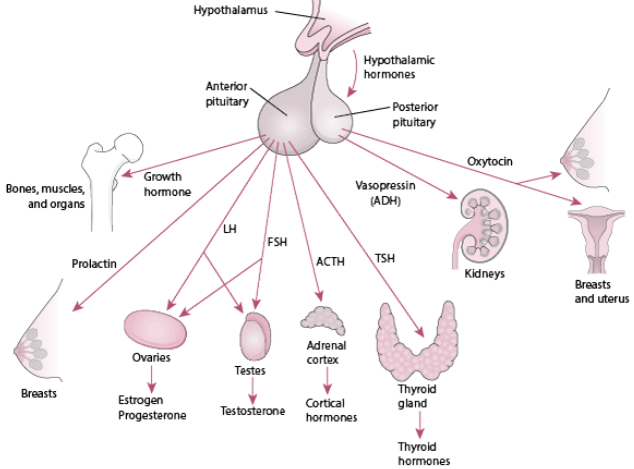 Hypothalamus
Hypothalamic
hormones
Anterior
pituitary
Posterior
pituitary
Oxytocin
Growth
hormone
Bones, muscles,
and organs
Vasopressin
(ADH)
LH
FSH
ACTH
TSH
Prolactin
Kidneys
Breasts
and uterus
Ovaries
Testes
Adrenal
cortex
Thyroid
gland
Breasts
Estrogen
Progesterone
Testosterone
Cortical
hormones
Thyroid
hormones